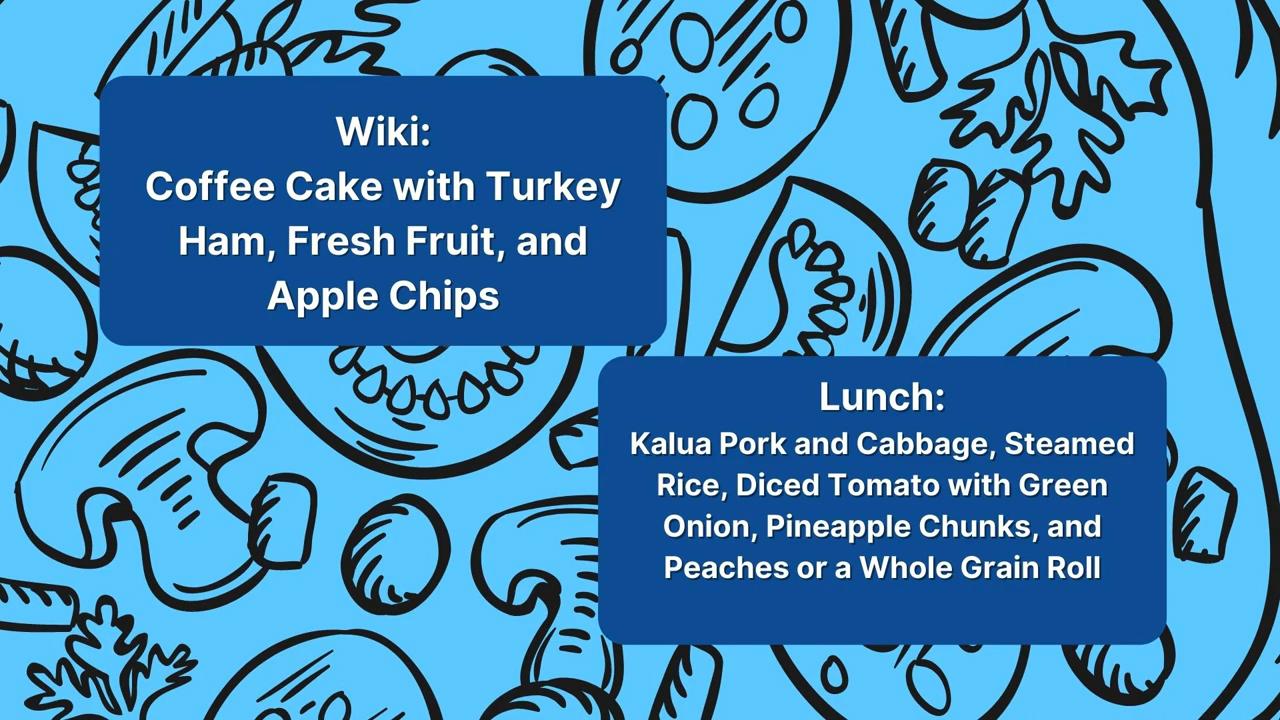 Wiki:
Coffee Cake with Turkey
Ham, Fresh Fruit, and
Apple Chips
Lunch:
Kalua Pork and Cabbage, Steamed
Rice, Diced Tomato with Green
Onion, Pineapple Chunks, and
Peaches or a Whole Grain Roll